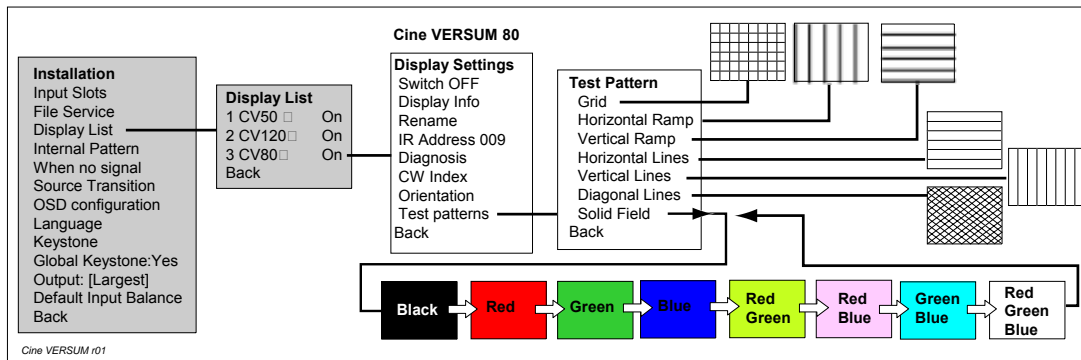 Cine VERSUM 80
Installation
Input Slots
File Service
Display List
Internal Pattern
When no signal
Source Transition
OSD configuration
Language
Keystone
Global Keystone:Yes
Output: [Largest]
Default Input Balance
Back
Display List
1 CV50 □ On
2 CV120□ On
3 CV80□ On
Back
Display Settings
Switch OFF
Display Info
Rename
IR Address 009
Diagnosis
CW Index
Orientation
Test patterns
Back
Test Pattern
Grid
Horizontal Ramp
Vertical Ramp
Horizontal Lines
Vertical Lines
Diagonal Lines
Solid Field
Back
Black
Red
Green
Blue
Red
Green
Red
Blue
Green
Blue
Red
Green
Blue
Cine VERSUM r01